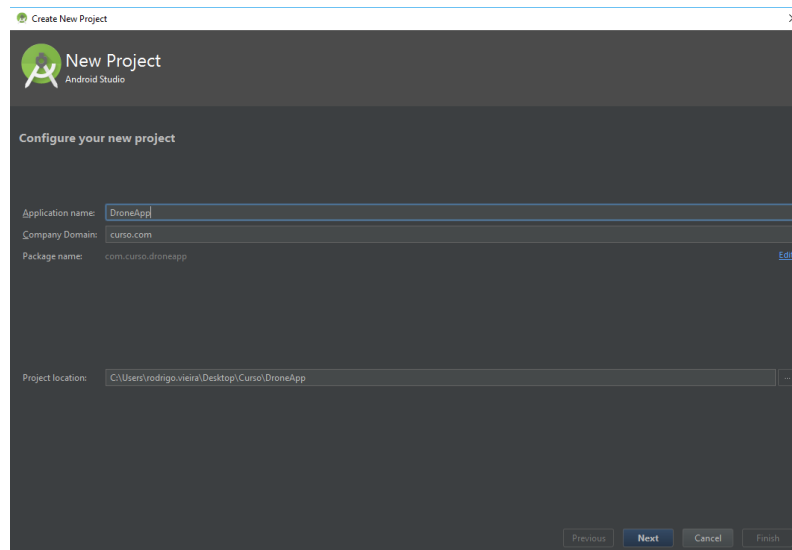 Create New Project
New Project
Android Studio
Configure your new project
Application name: DroneApp
Company Domain: curso.com
Package name: com.curso.droneapp Edit
Project location: C:\Users\rodrigo.vieira\Desktop\Curso\DroneApp ...
Previous Next Cancel Finish